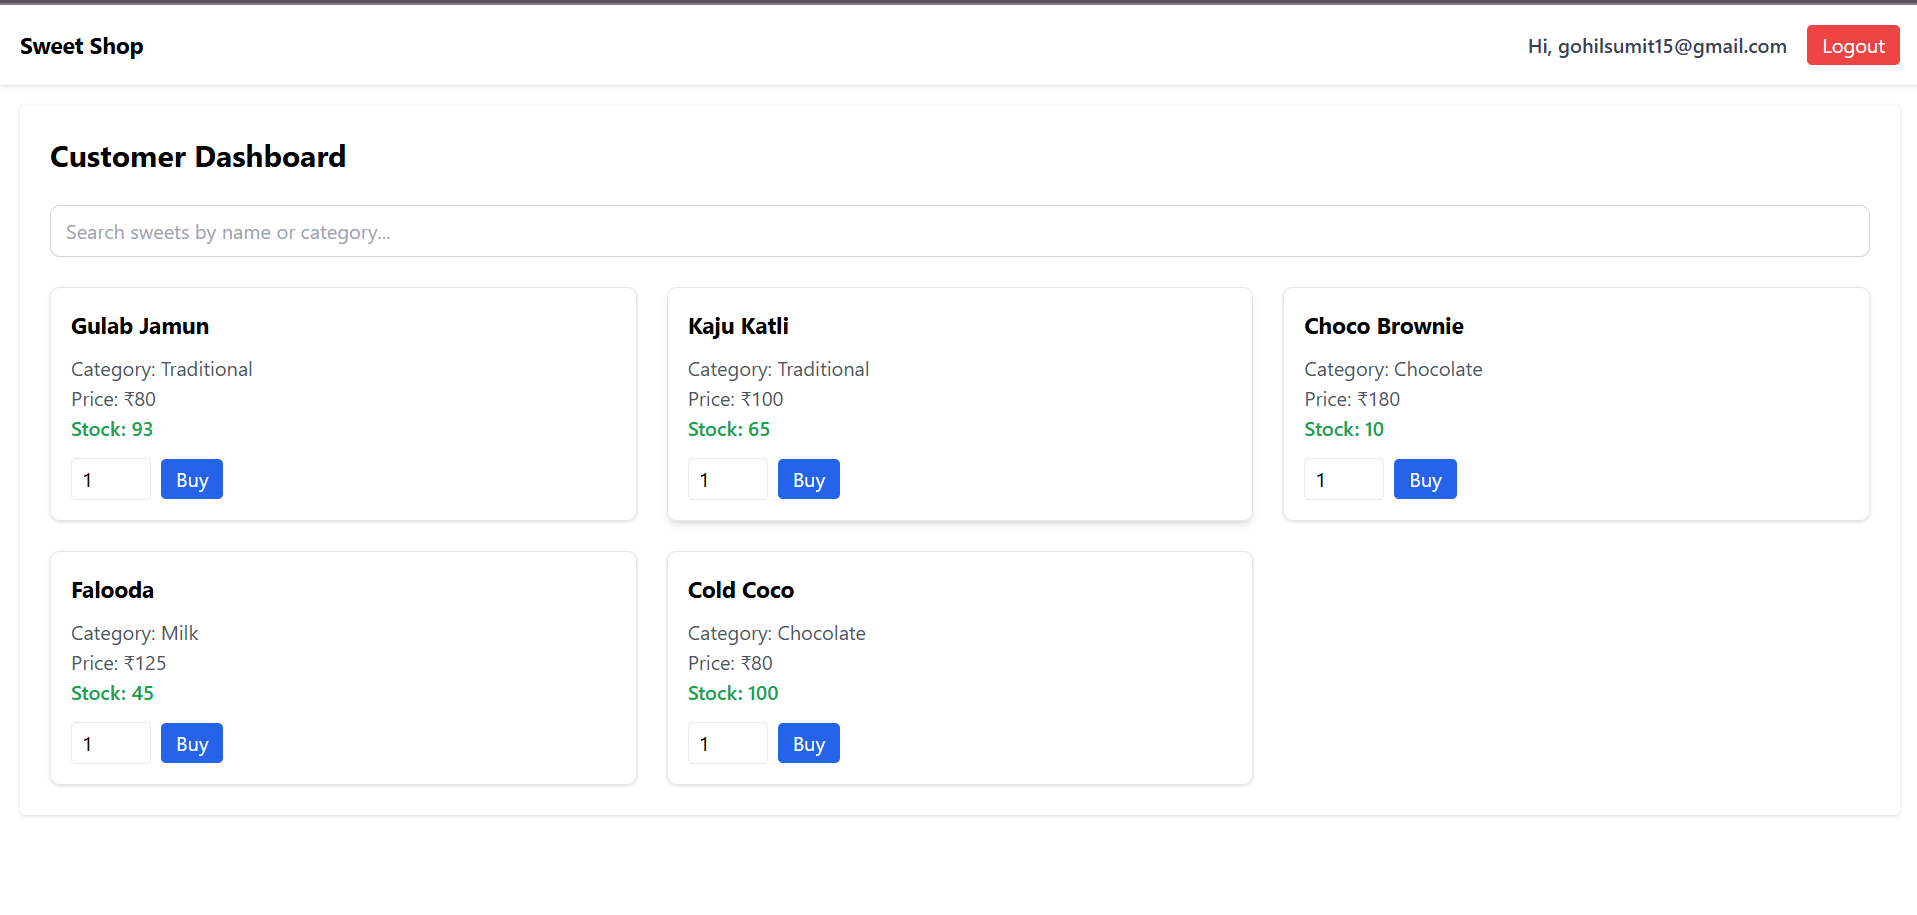 Sweet Shop
Hi, gohilsumit15@gmail.com
Logout
Customer Dashboard
Search sweets by name or category...
Gulab Jamun
Category: Traditional
Price: ₹80
Stock: 93
1
Buy
Kaju Katli
Category: Traditional
Price: ₹100
Stock: 65
1
Buy
Choco Brownie
Category: Chocolate
Price: ₹180
Stock: 10
1
Buy
Falooda
Category: Milk
Price: ₹125
Stock: 45
1
Buy
Cold Coco
Category: Chocolate
Price: ₹80
Stock: 100
1
Buy